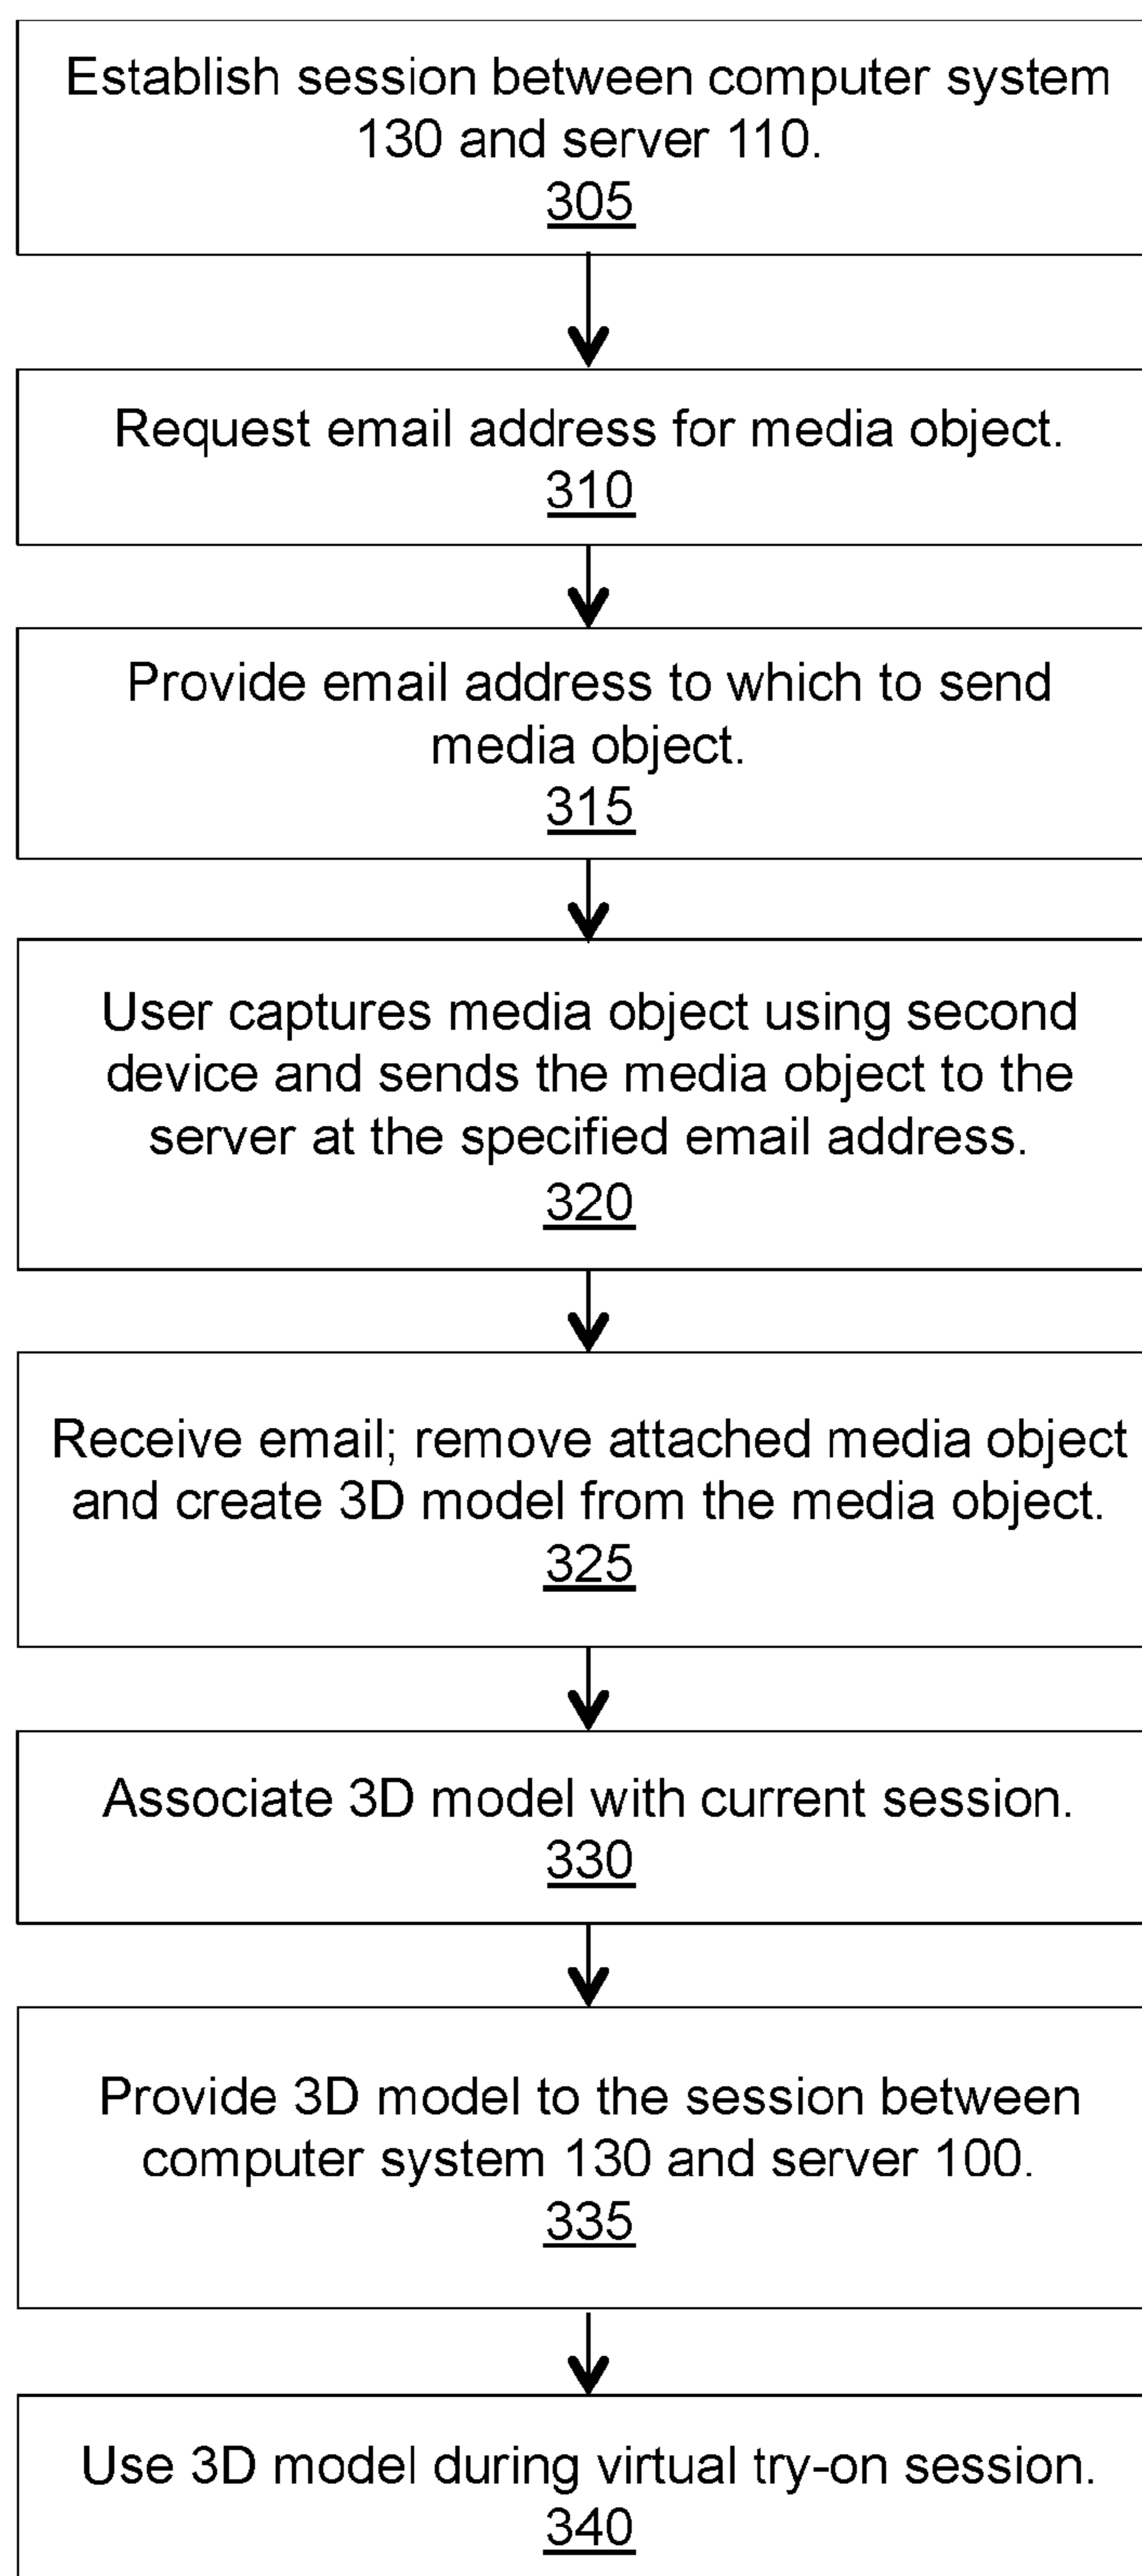 Establish session between computer system
130 and server 110.
305
Request email address for media object.
310
Provide email address to which to send
media object.
315
User captures media object using second
device and sends the media object to the
server at the specified email address.
320
Receive email; remove attached media object
and create 3D model from the media object.
325
Associate 3D model with current session.
330
Provide 3D model to the session between
computer system 130 and server 100.
335
Use 3D model during virtual try-on session.
340